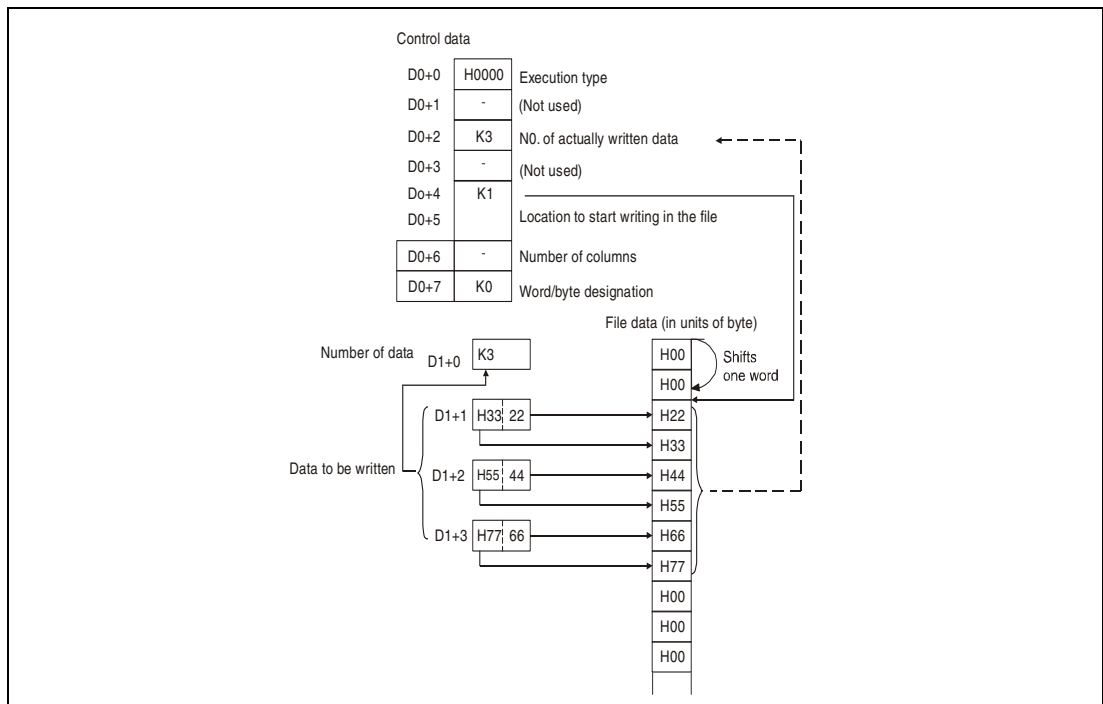 Control data
D0+0 H0000 Execution type
D0+1 - (Not used)
D0+2 K3 N0. of actually written data
D0+3 - (Not used)
Do+4 K1
D0+5 Location to start writing in the file
D0+6 - Number of columns
D0+7 K0 Word/byte designation
File data (in units of byte)
Number of data D1+0 K3 H00
Shifts
one word
H00
D1+1 H33 22 H22
H33
Data to be written D1+2 H55 44 H44
H55
D1+3 H77 66 H66
H77
H00
H00
H00